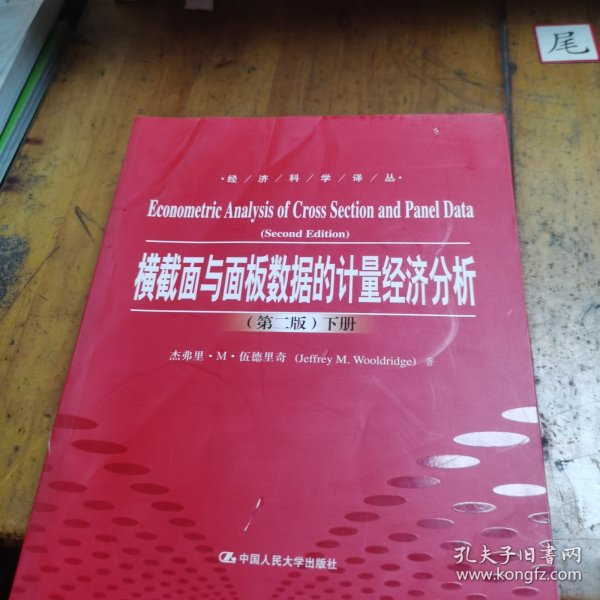 尾
·经/济/科/学/译/丛·
Econometric Analysis of Cross Section and Panel Data
(Second Edition)
横截面与面板数据的计量经济分析
(第二版)下册
杰弗里·M·伍德里奇 (Jeffrey M. Wooldridge) 著
中国人民大学出版社
孔夫子旧书网
www.kongfz.com